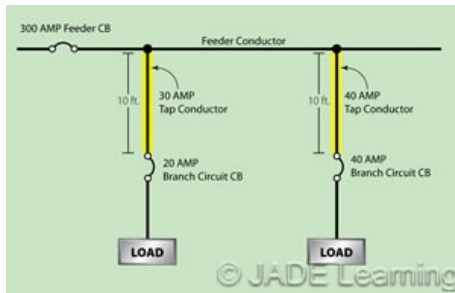 300 AMP Feeder CB
Feeder Conductor
10 ft.
30 AMP
Tap Conductor
10 ft.
40 AMP
Tap Conductor
20 AMP
Branch Circuit CB
40 AMP
Branch Circuit CB
LOAD
LOAD
© JADE Learning